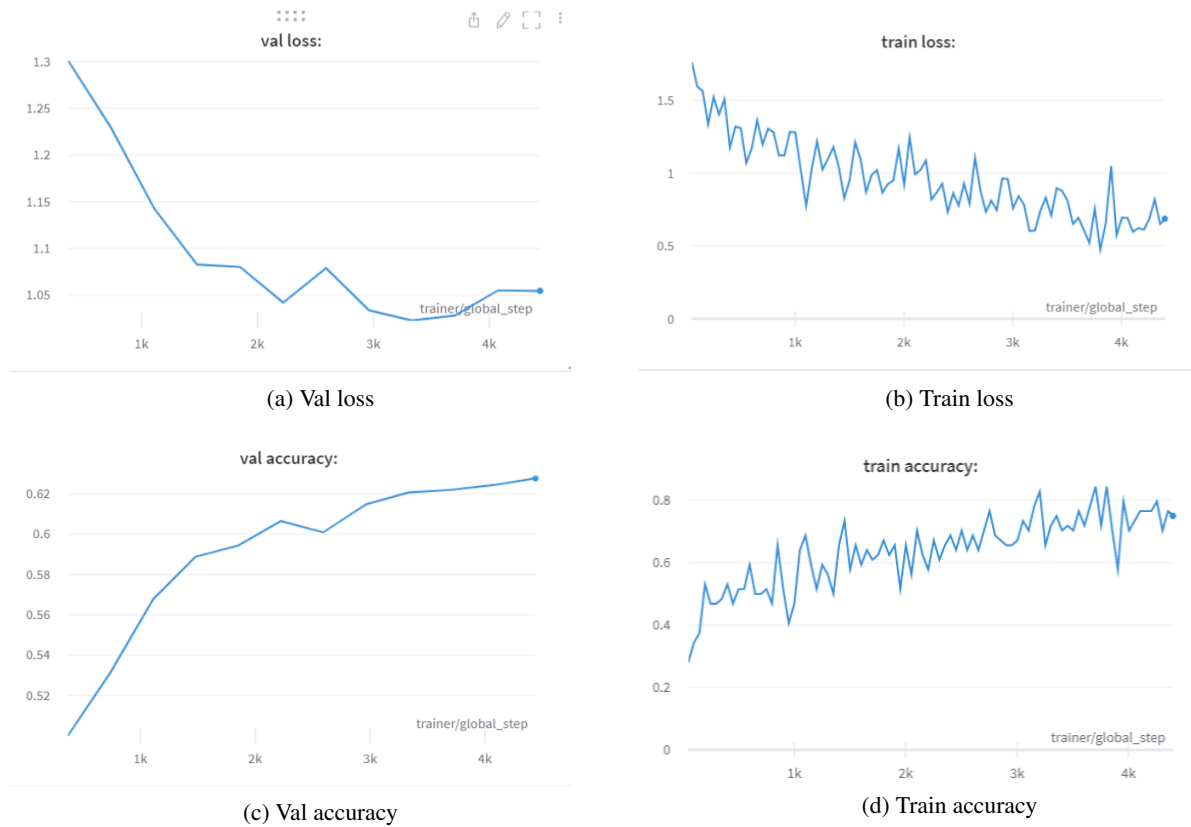 val loss:
1.3
1.25
1.2
1.15
1.1
1.05
trainer/global_step
1k 2k 3k 4k
(a) Val loss
train loss:
1.5
1
0.5
0
trainer/global_step
1k 2k 3k 4k
(b) Train loss
val accuracy:
0.62
0.6
0.58
0.56
0.54
0.52
trainer/global_step
1k 2k 3k 4k
(c) Val accuracy
train accuracy:
0.8
0.6
0.4
0.2
0
trainer/global_step
1k 2k 3k 4k
(d) Train accuracy